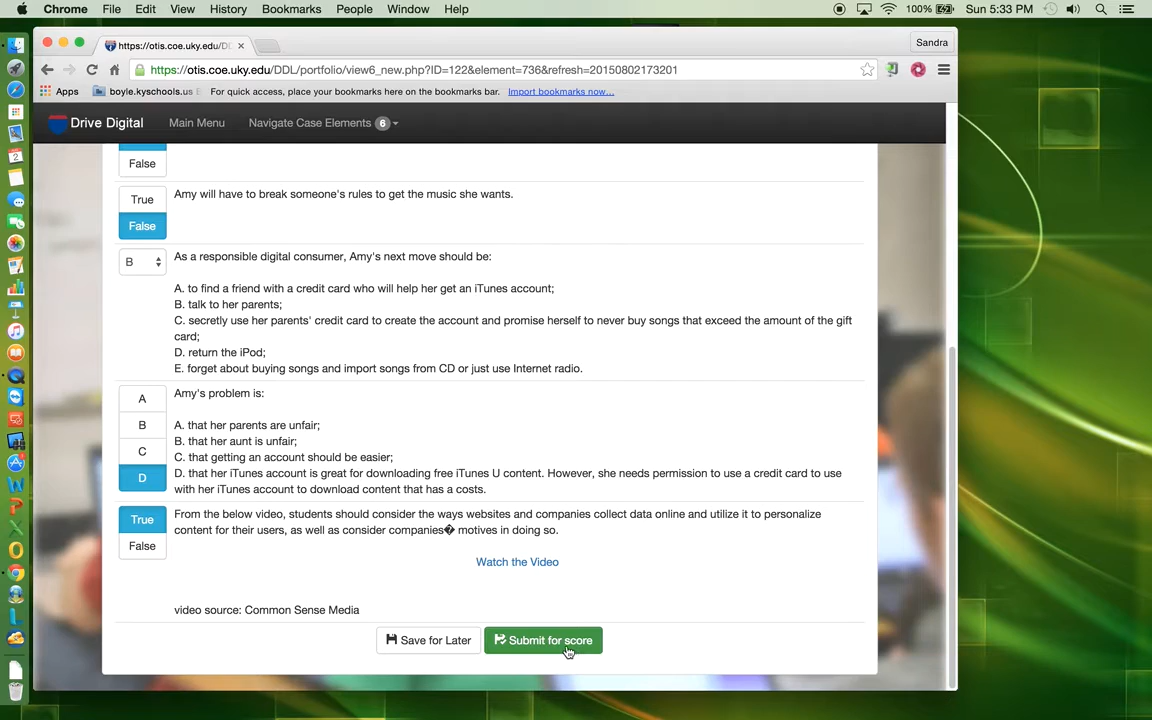 Chrome File Edit View History Bookmarks People Window Help 100% Sun 5:33 PM
https://otis.coe.uky.edu/DD
Sandra
https://otis.coe.uky.edu/DDL/portfolio/view6_new.php?ID=122&element=736&refresh=20150802173201
Apps boyle.kyschools.us For quick access, place your bookmarks here on the bookmarks bar. Import bookmarks now...
Drive Digital Main Menu Navigate Case Elements 6
False
True Amy will have to break someone's rules to get the music she wants.
False
B As a responsible digital consumer, Amy's next move should be:
A. to find a friend with a credit card who will help her get an iTunes account;
B. talk to her parents;
C. secretly use her parents' credit card to create the account and promise herself to never buy songs that exceed the amount of the gift
card;
D. return the iPod;
E. forget about buying songs and import songs from CD or just use Internet radio.
A Amy's problem is:
B A. that her parents are unfair;
B. that her aunt is unfair;
C C. that getting an account should be easier;
D D. that her iTunes account is great for downloading free iTunes U content. However, she needs permission to use a credit card to use
with her iTunes account to download content that has a costs.
True From the below video, students should consider the ways websites and companies collect data online and utilize it to personalize
content for their users, as well as consider companies� motives in doing so.
False
Watch the Video
video source: Common Sense Media
Save for Later Submit for score